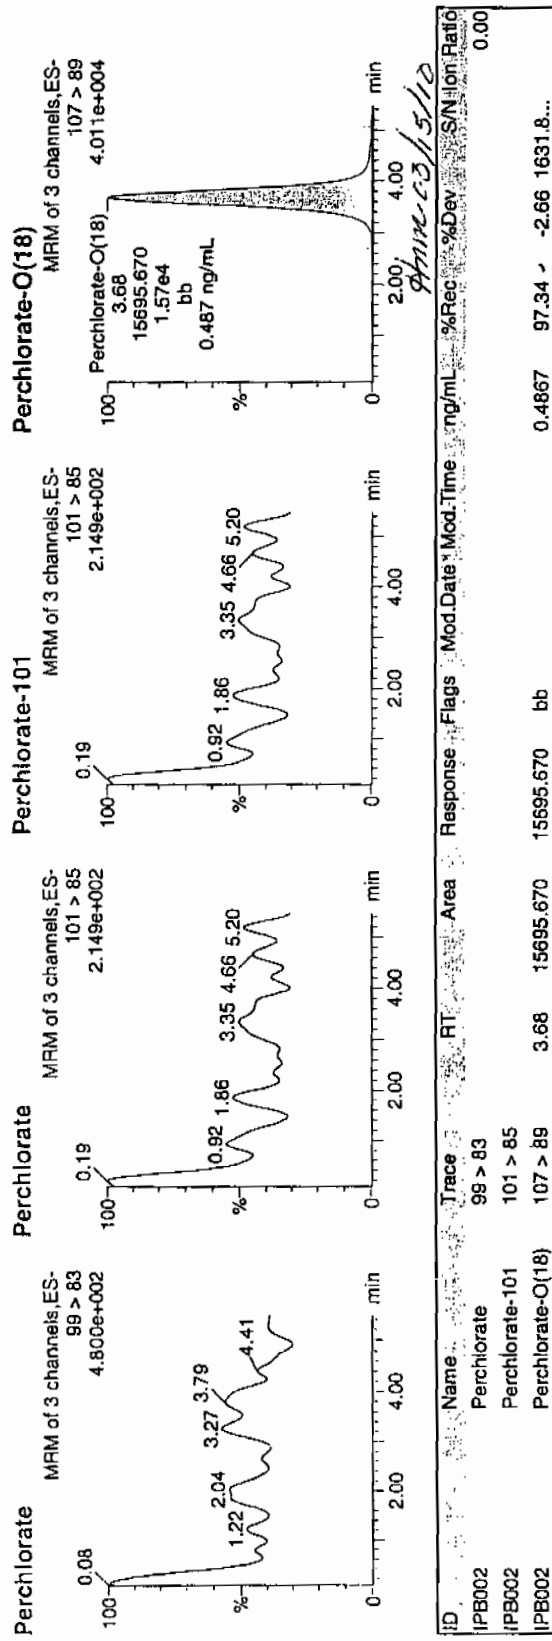 Perchlorate
MRM of 3 channels,ES-
99 > 83
4.800e+002
100
%
0
0.08
1.22
2.04
3.27
3.79
4.41
2.00
4.00
min
Perchlorate
MRM of 3 channels,ES-
101 > 85
2.149e+002
100
%
0
0.19
0.92
1.86
3.35
4.66
5.20
2.00
4.00
min
Perchlorate-101
MRM of 3 channels,ES-
101 > 85
2.149e+002
100
%
0
0.19
0.92
1.86
3.35
4.66
5.20
2.00
4.00
min
Perchlorate-O(18)
MRM of 3 channels,ES-
107 > 89
4.011e+004
100
%
0
Perchlorate-O(18)
3.68
15695.670
1.57e4
bb
0.487 ng/mL
2.00
4.00
min
03/15/10
ID Name Trace RT Area Response Flags Mod.Date Mod.Time ng/mL %Rec %Dev S/N Ion Ratio
IPB002 Perchlorate 99 > 83 0.00
IPB002 Perchlorate-101 101 > 85
IPB002 Perchlorate-O(18) 107 > 89 3.68 15695.670 15695.670 bb 0.4867 97.34 -2.66 1631.8...